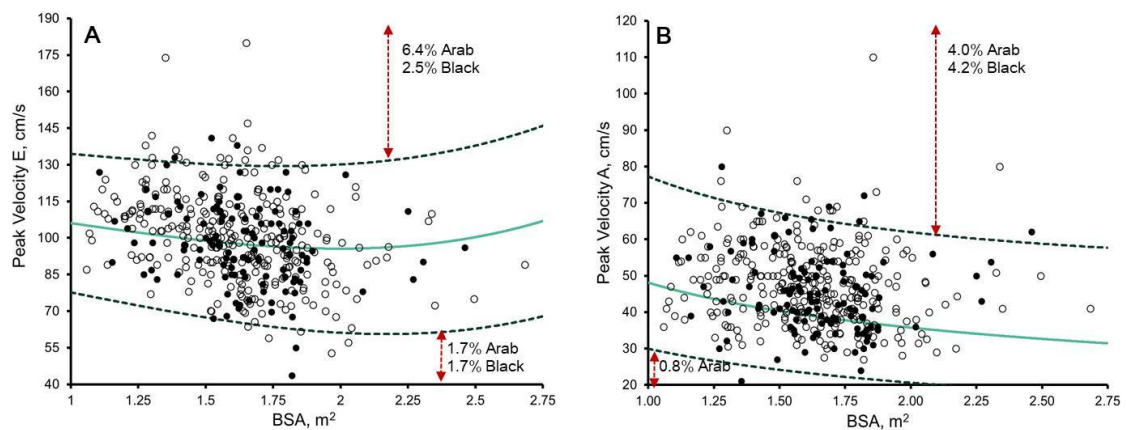 A
Peak Velocity E, cm/s
190
175
160
145
130
115
100
85
70
55
40
6.4% Arab
2.5% Black
1.7% Arab
1.7% Black
1
1.25
1.5
1.75
2
2.25
2.5
2.75
BSA, m²
B
Peak Velocity A, cm/s
120
110
100
90
80
70
60
50
40
30
20
4.0% Arab
4.2% Black
0.8% Arab
1.00
1.25
1.50
1.75
2.00
2.25
2.50
2.75
BSA, m²